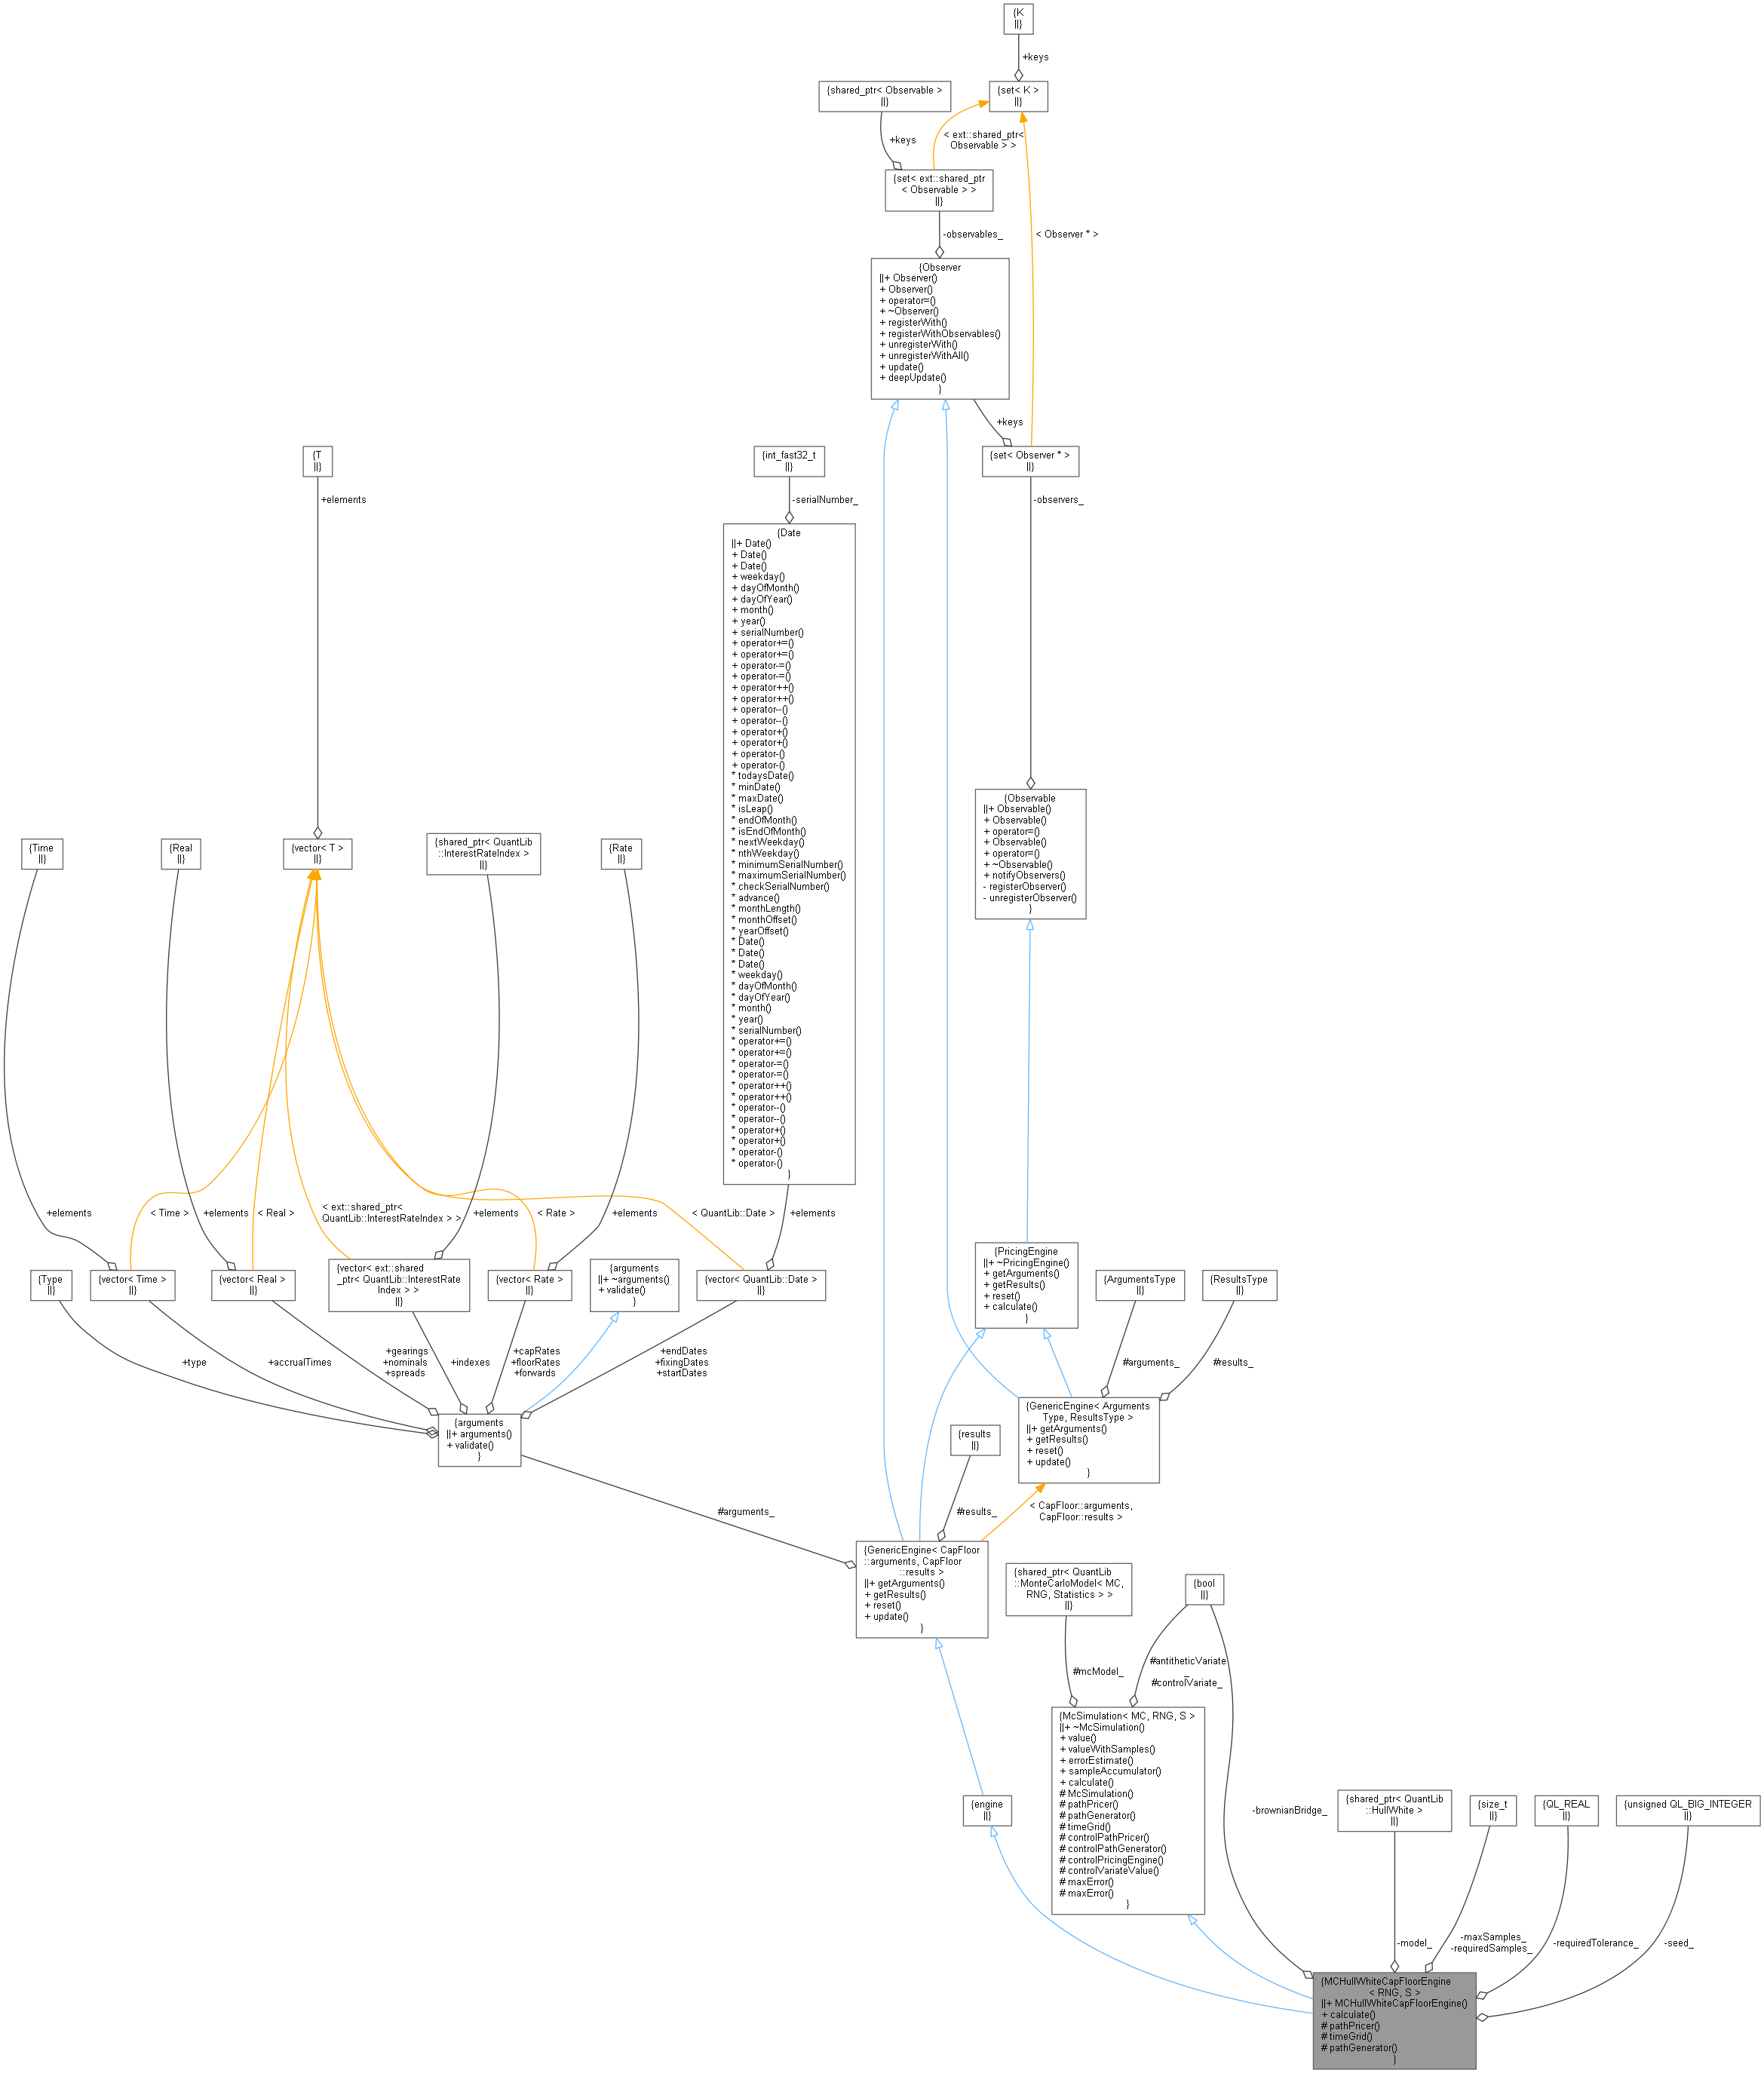 {K
||}
+keys
{shared_ptr< Observable >
||}
{set< K >
||}
+keys
< ext::shared_ptr<
Observable > >
{set< ext::shared_ptr
< Observable > >
||}
-observables_
< Observer * >
{Observer
||+ Observer()
+ Observer()
+ operator=()
+ ~Observer()
+ registerWith()
+ registerWithObservables()
+ unregisterWith()
+ unregisterWithAll()
+ update()
+ deepUpdate()
}
+keys
{T
||}
{int_fast32_t
||}
{set< Observer * >
||}
+elements
-serialNumber_
-observers_
{Date
||+ Date()
+ Date()
+ Date()
+ weekday()
+ dayOfMonth()
+ dayOfYear()
+ month()
+ year()
+ serialNumber()
+ operator+=()
+ operator+=()
+ operator-=()
+ operator-=()
+ operator++()
+ operator++()
+ operator--()
+ operator--()
+ operator+()
+ operator+()
+ operator-()
+ operator-()
* todaysDate()
* minDate()
* maxDate()
* isLeap()
* endOfMonth()
* isEndOfMonth()
* nextWeekday()
* nthWeekday()
* minimumSerialNumber()
* maximumSerialNumber()
* checkSerialNumber()
* advance()
* monthLength()
* monthOffset()
* yearOffset()
* Date()
* Date()
* Date()
* weekday()
* dayOfMonth()
* dayOfYear()
* month()
* year()
* serialNumber()
* operator+=()
* operator+=()
* operator-=()
* operator-=()
* operator++()
* operator++()
* operator--()
* operator--()
* operator+()
* operator+()
* operator-()
* operator-()
}
{Observable
||+ Observable()
+ Observable()
+ operator=()
+ Observable()
+ operator=()
+ ~Observable()
+ notifyObservers()
- registerObserver()
- unregisterObserver()
}
{Time
||}
{Real
||}
{vector< T >
||}
{shared_ptr< QuantLib
::InterestRateIndex >
||}
{Rate
||}
+elements
< Time >
+elements
< Real >
< ext::shared_ptr<
QuantLib::InterestRateIndex > >
+elements
< Rate >
+elements
< QuantLib::Date >
+elements
{Type
||}
{vector< Time >
||}
{vector< Real >
||}
{vector< ext::shared
_ptr< QuantLib::InterestRate
Index > >
||}
{vector< Rate >
||}
{arguments
||+ ~arguments()
+ validate()
}
{vector< QuantLib::Date >
||}
{PricingEngine
||+ ~PricingEngine()
+ getArguments()
+ getResults()
+ reset()
+ calculate()
}
{ArgumentsType
||}
{ResultsType
||}
+type
+accrualTimes
+gearings
+nominals
+spreads
+indexes
+capRates
+floorRates
+forwards
+endDates
+fixingDates
+startDates
#arguments_
#results_
{arguments
||+ arguments()
+ validate()
}
{results
||}
{GenericEngine< Arguments
Type, ResultsType >
||+ getArguments()
+ getResults()
+ reset()
+ update()
}
#arguments_
#results_
< CapFloor::arguments,
CapFloor::results >
{GenericEngine< CapFloor
::arguments, CapFloor
::results >
||+ getArguments()
+ getResults()
+ reset()
+ update()
}
{shared_ptr< QuantLib
::MonteCarloModel< MC,
RNG, Statistics > >
||}
{bool
||}
#mcModel_
#antitheticVariate
_
#controlVariate_
{McSimulation< MC, RNG, S >
||+ ~McSimulation()
+ value()
+ valueWithSamples()
+ errorEstimate()
+ sampleAccumulator()
+ calculate()
# McSimulation()
# pathPricer()
# pathGenerator()
# timeGrid()
# controlPathPricer()
# controlPathGenerator()
# controlPricingEngine()
# controlVariateValue()
# maxError()
# maxError()
}
{engine
||}
-brownianBridge_
{shared_ptr< QuantLib
::HullWhite >
||}
{size_t
||}
{QL_REAL
||}
{unsigned QL_BIG_INTEGER
||}
-model_
-maxSamples_
-requiredSamples_
-requiredTolerance_
-seed_
{MCHullWhiteCapFloorEngine
< RNG, S >
||+ MCHullWhiteCapFloorEngine()
+ calculate()
# pathPricer()
# timeGrid()
# pathGenerator()
}